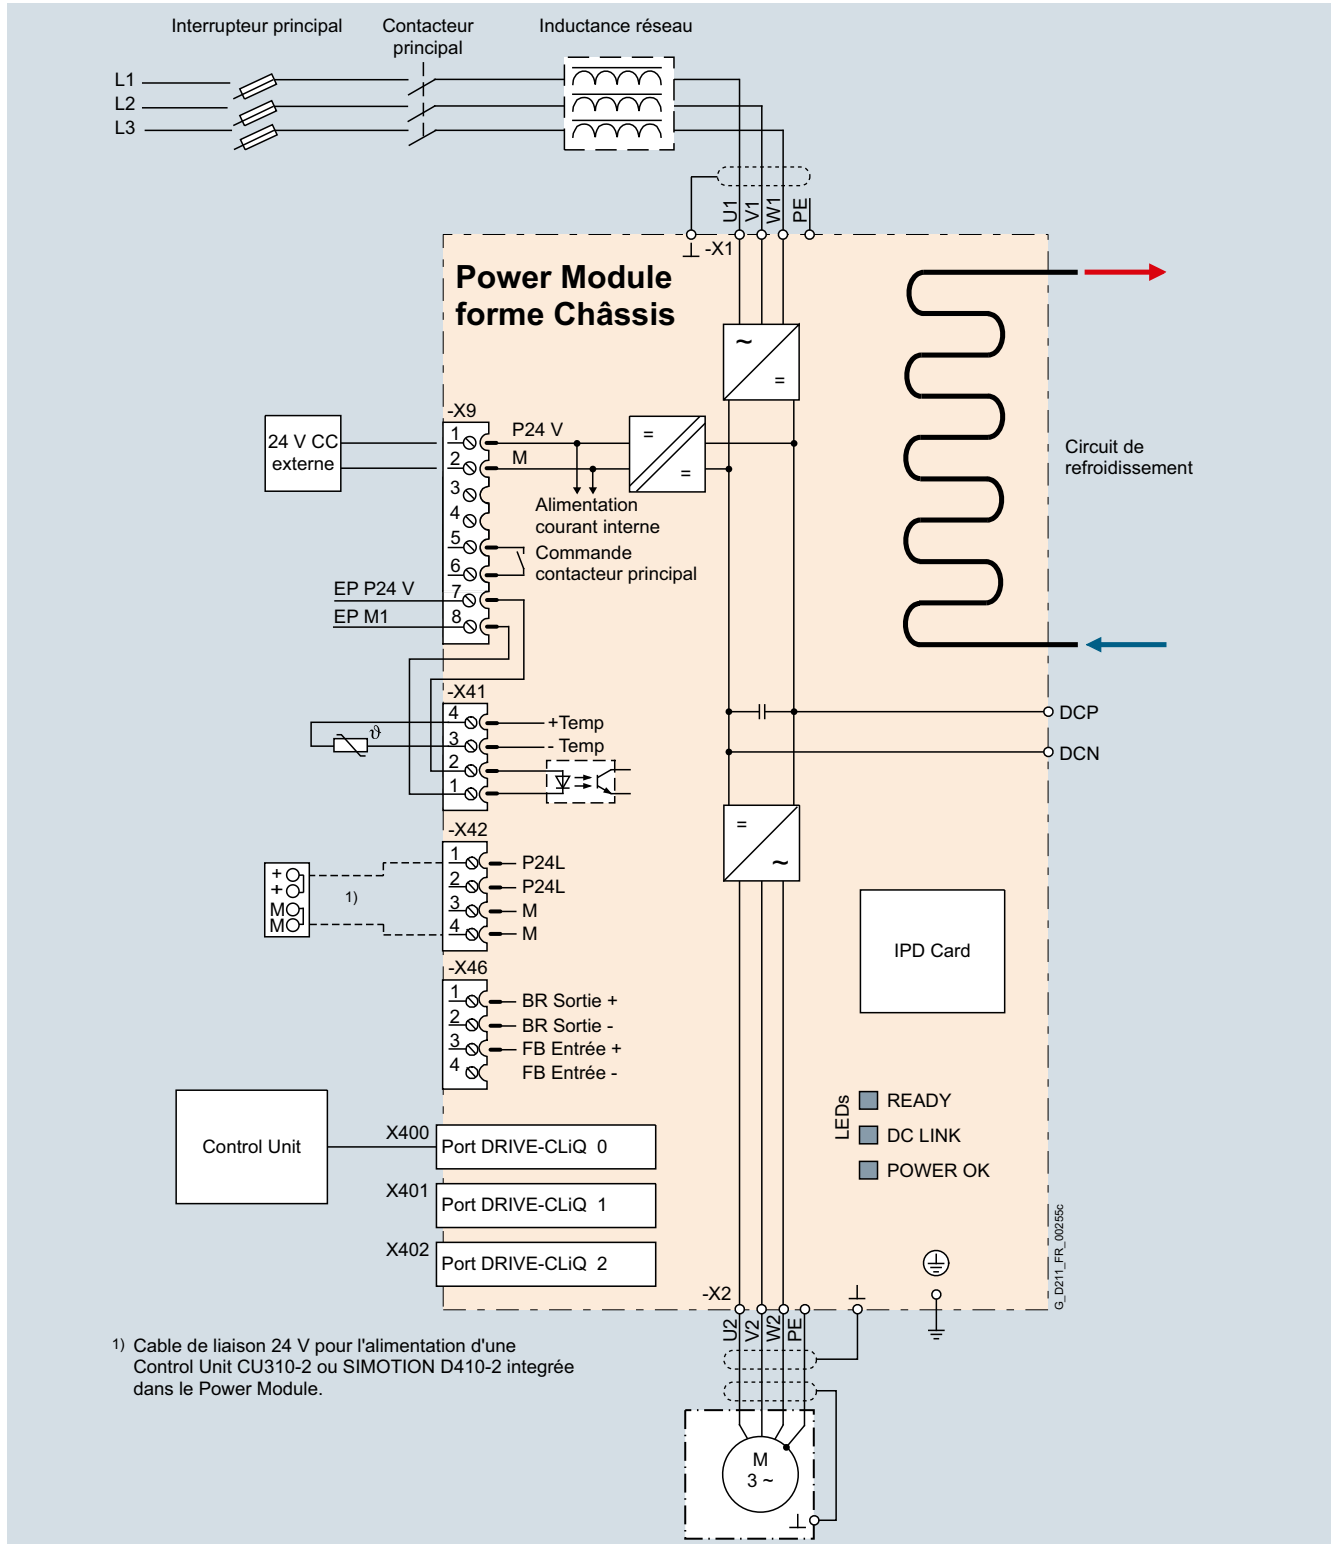 Interrupteur principal
Contacteur
principal
Inductance réseau
L1
L2
L3
U1
V1
W1
PE
-X1
Power Module
forme Châssis
~
=
-X9
24 V CC
externe
1
2
3
4
5
6
7
8
P24 V
M
=
=
Alimentation
courant interne
Commande
contacteur principal
EP P24 V
EP M1
Circuit de
refroidissement
-X41
4
3
2
1
+Temp
- Temp
ϑ
DCP
DCN
=
~
-X42
1
2
3
4
P24L
P24L
M
M
+
+
M
M
1)
IPD Card
-X46
1
2
3
4
BR Sortie +
BR Sortie -
FB Entrée +
FB Entrée -
LEDs
READY
DC LINK
POWER OK
Control Unit
X400
Port DRIVE-CLiQ 0
X401
Port DRIVE-CLiQ 1
X402
Port DRIVE-CLiQ 2
G_D211_FR_00255c
-X2
U2
V2
W2
PE
1) Cable de liaison 24 V pour l'alimentation d'une
Control Unit CU310-2 ou SIMOTION D410-2 integrée
dans le Power Module.
M
3 ~